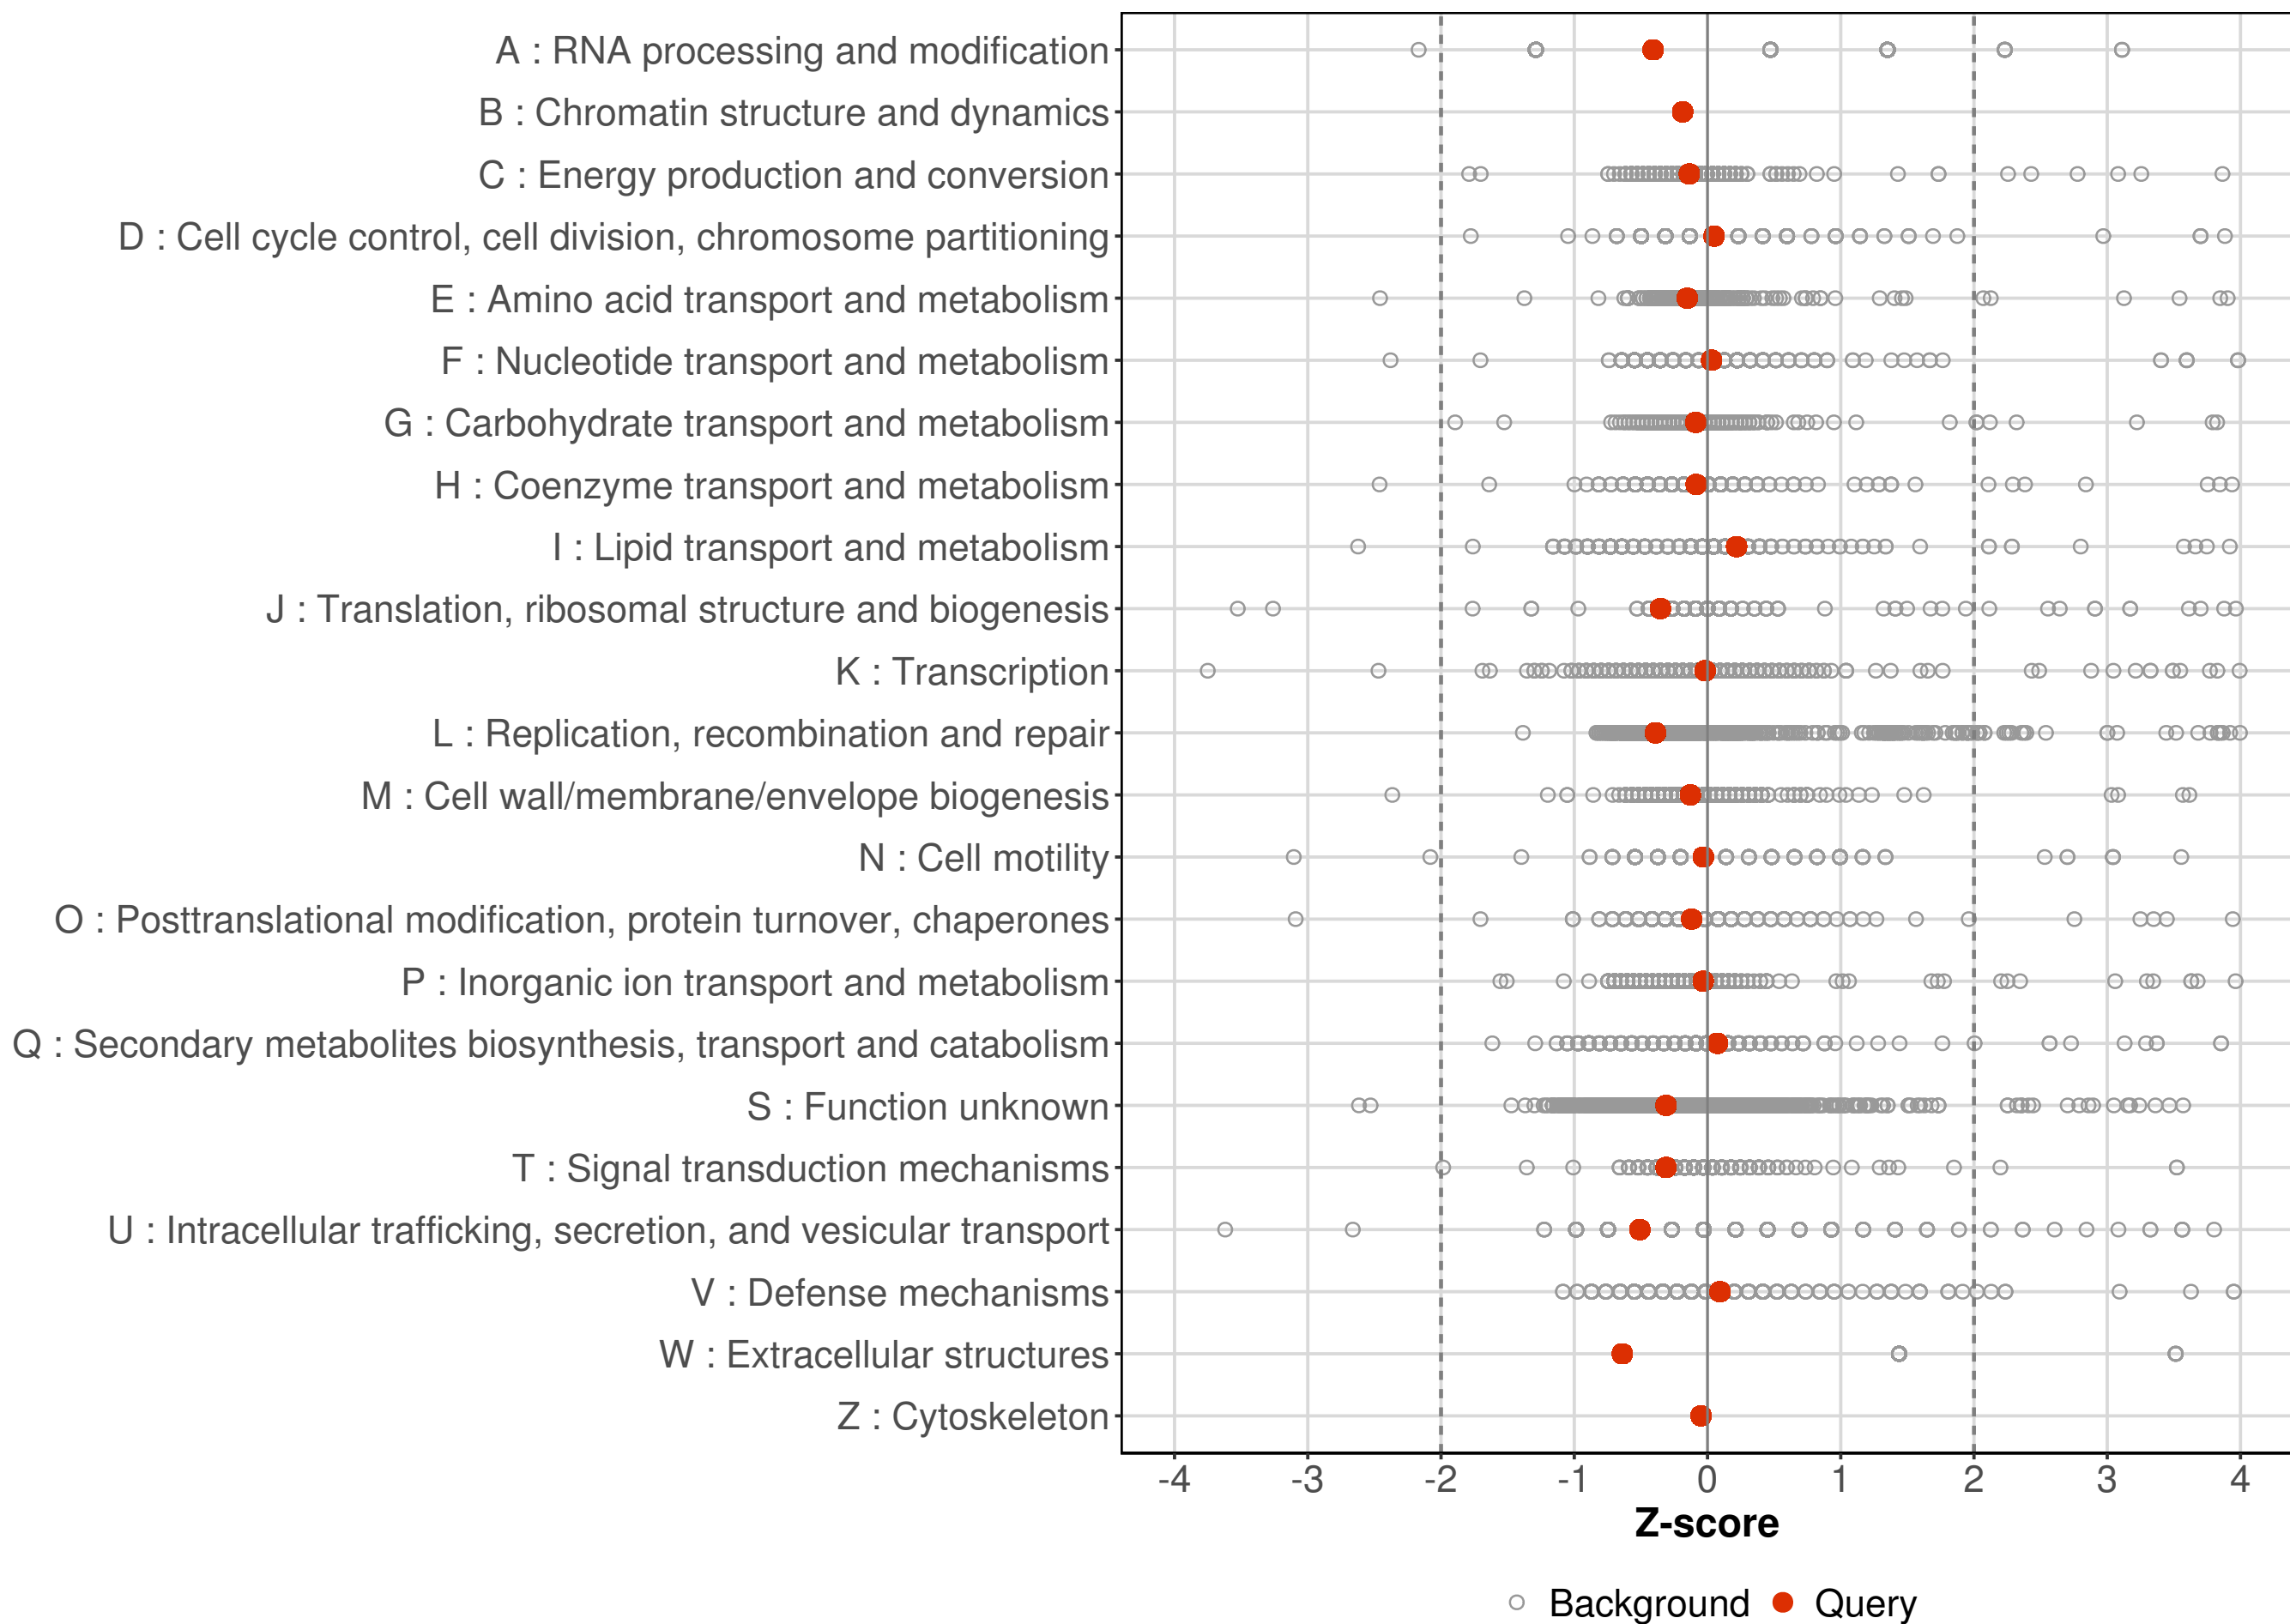 A : RNA processing and modification
B : Chromatin structure and dynamics
C : Energy production and conversion
D : Cell cycle control, cell division, chromosome partitioning
E : Amino acid transport and metabolism
F : Nucleotide transport and metabolism
G : Carbohydrate transport and metabolism
H : Coenzyme transport and metabolism
I : Lipid transport and metabolism
J : Translation, ribosomal structure and biogenesis
K : Transcription
L : Replication, recombination and repair
M : Cell wall/membrane/envelope biogenesis
N : Cell motility
O : Posttranslational modification, protein turnover, chaperones
P : Inorganic ion transport and metabolism
Q : Secondary metabolites biosynthesis, transport and catabolism
S : Function unknown
T : Signal transduction mechanisms
U : Intracellular trafficking, secretion, and vesicular transport
V : Defense mechanisms
W : Extracellular structures
Z : Cytoskeleton
-4 -3 -2 -1 0 1 2 3 4
Z-score
Background Query